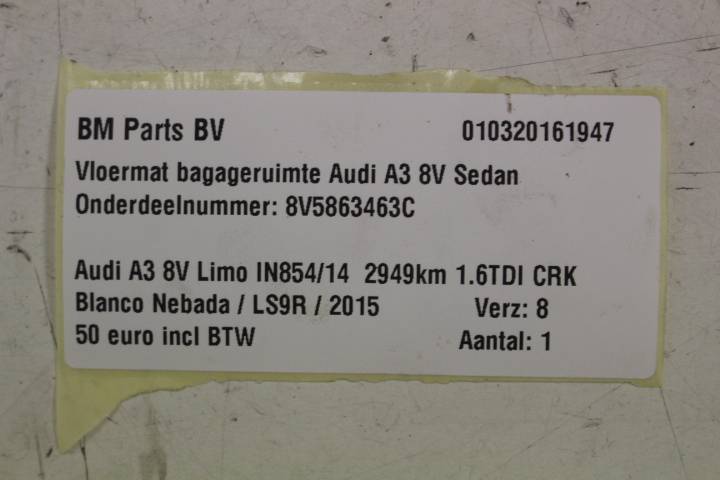 BM Parts BV 010320161947
Vloermat bagageruimte Audi A3 8V Sedan
Onderdeelnummer: 8V5863463C
Audi A3 8V Limo IN854/14 2949km 1.6TDI CRK
Blanco Nebada / LS9R / 2015 Verz: 8
50 euro incl BTW Aantal: 1